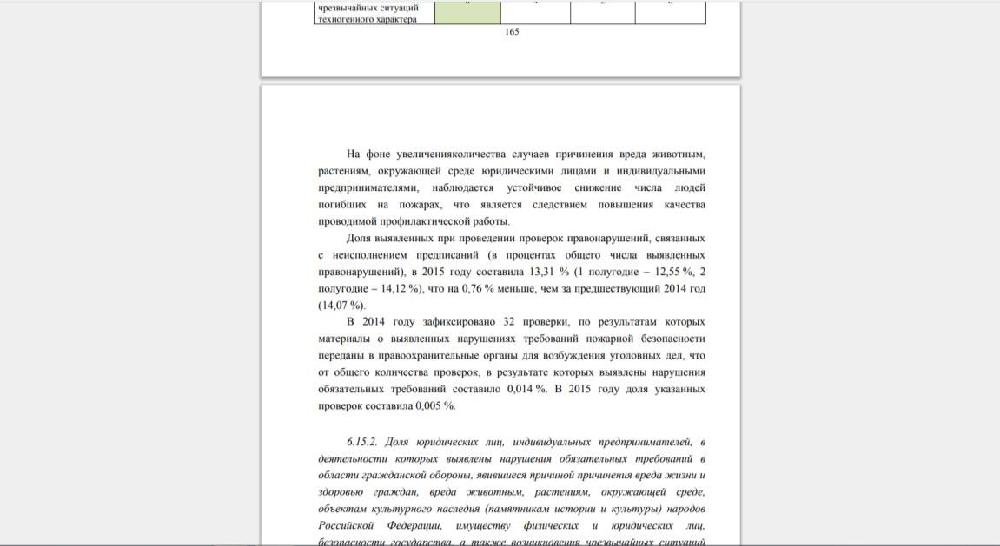 чрезвычайных ситуаций
техногенного характера
165
На фоне увеличенияколичества случаев причинения вреда животным,
растениям, окружающей среде юридическими лицами и индивидуальными
предпринимателями, наблюдается устойчивое снижение числа людей
погибших на пожарах, что является следствием повышения качества
проводимой профилактической работы.
Доля выявленных при проведении проверок правонарушений, связанных
с неисполнением предписаний (в процентах общего числа выявленных
правонарушений), в 2015 году составила 13,31 % (1 полугодие – 12,55 %, 2
полугодие – 14,12 %), что на 0,76 % меньше, чем за предшествующий 2014 год
(14,07 %).
В 2014 году зафиксировано 32 проверки, по результатам которых
материалы о выявленных нарушениях требований пожарной безопасности
переданы в правоохранительные органы для возбуждения уголовных дел, что
от общего количества проверок, в результате которых выявлены нарушения
обязательных требований составило 0,014 %. В 2015 году доля указанных
проверок составила 0,005 %.
6.15.2. Доля юридических лиц, индивидуальных предпринимателей, в
деятельности которых выявлены нарушения обязательных требований в
области гражданской обороны, явившиеся причиной причинения вреда жизни и
здоровью граждан, вреда животным, растениям, окружающей среде,
объектам культурного наследия (памятникам истории и культуры) народов
Российской Федерации, имуществу физических и юридических лиц,
безопасности государства, а также возникновения чрезвычайных ситуаций